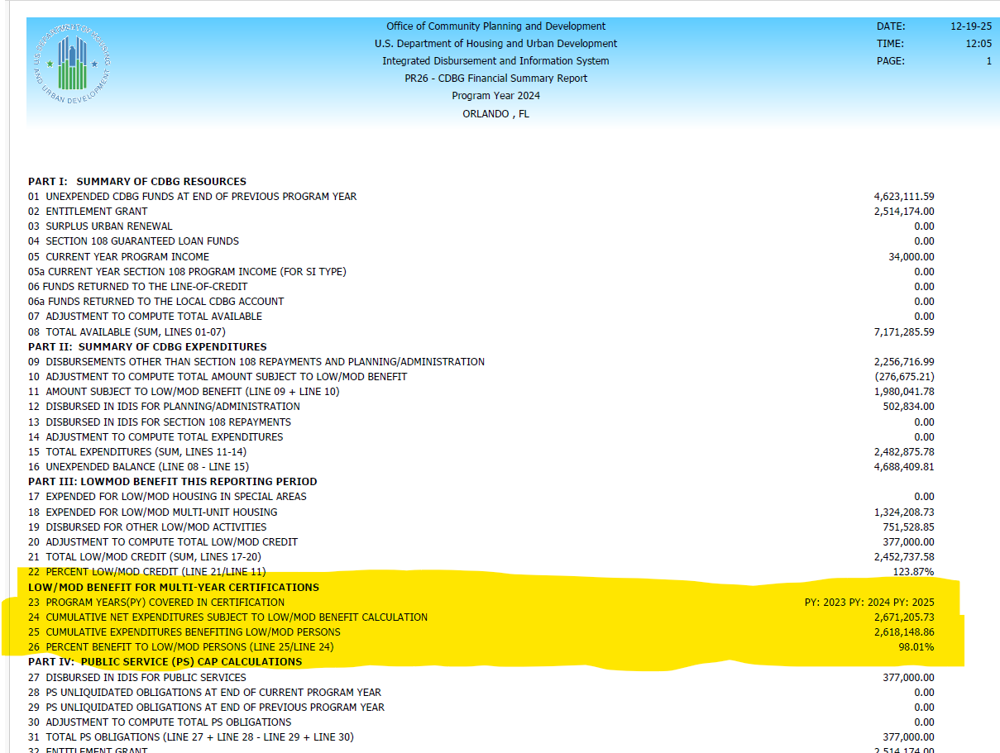 U.S. DEPARTMENT OF HOUSING AND URBAN DEVELOPMENT
Office of Community Planning and Development
DATE: 12-19-25
U.S. Department of Housing and Urban Development
TIME: 12:05
Integrated Disbursement and Information System
PAGE: 1
PR26 - CDBG Financial Summary Report
Program Year 2024
ORLANDO , FL
PART I: SUMMARY OF CDBG RESOURCES
01 UNEXPENDED CDBG FUNDS AT END OF PREVIOUS PROGRAM YEAR 4,623,111.59
02 ENTITLEMENT GRANT 2,514,174.00
03 SURPLUS URBAN RENEWAL 0.00
04 SECTION 108 GUARANTEED LOAN FUNDS 0.00
05 CURRENT YEAR PROGRAM INCOME 34,000.00
05a CURRENT YEAR SECTION 108 PROGRAM INCOME (FOR SI TYPE) 0.00
06 FUNDS RETURNED TO THE LINE-OF-CREDIT 0.00
06a FUNDS RETURNED TO THE LOCAL CDBG ACCOUNT 0.00
07 ADJUSTMENT TO COMPUTE TOTAL AVAILABLE 0.00
08 TOTAL AVAILABLE (SUM, LINES 01-07) 7,171,285.59
PART II: SUMMARY OF CDBG EXPENDITURES
09 DISBURSEMENTS OTHER THAN SECTION 108 REPAYMENTS AND PLANNING/ADMINISTRATION 2,256,716.99
10 ADJUSTMENT TO COMPUTE TOTAL AMOUNT SUBJECT TO LOW/MOD BENEFIT (276,675.21)
11 AMOUNT SUBJECT TO LOW/MOD BENEFIT (LINE 09 + LINE 10) 1,980,041.78
12 DISBURSED IN IDIS FOR PLANNING/ADMINISTRATION 502,834.00
13 DISBURSED IN IDIS FOR SECTION 108 REPAYMENTS 0.00
14 ADJUSTMENT TO COMPUTE TOTAL EXPENDITURES 0.00
15 TOTAL EXPENDITURES (SUM, LINES 11-14) 2,482,875.78
16 UNEXPENDED BALANCE (LINE 08 - LINE 15) 4,688,409.81
PART III: LOWMOD BENEFIT THIS REPORTING PERIOD
17 EXPENDED FOR LOW/MOD HOUSING IN SPECIAL AREAS 0.00
18 EXPENDED FOR LOW/MOD MULTI-UNIT HOUSING 1,324,208.73
19 DISBURSED FOR OTHER LOW/MOD ACTIVITIES 751,528.85
20 ADJUSTMENT TO COMPUTE TOTAL LOW/MOD CREDIT 377,000.00
21 TOTAL LOW/MOD CREDIT (SUM, LINES 17-20) 2,452,737.58
22 PERCENT LOW/MOD CREDIT (LINE 21/LINE 11) 123.87%
LOW/MOD BENEFIT FOR MULTI-YEAR CERTIFICATIONS
23 PROGRAM YEARS(PY) COVERED IN CERTIFICATION PY: 2023 PY: 2024 PY: 2025
24 CUMULATIVE NET EXPENDITURES SUBJECT TO LOW/MOD BENEFIT CALCULATION 2,671,205.73
25 CUMULATIVE EXPENDITURES BENEFITING LOW/MOD PERSONS 2,618,148.86
26 PERCENT BENEFIT TO LOW/MOD PERSONS (LINE 25/LINE 24) 98.01%
PART IV: PUBLIC SERVICE (PS) CAP CALCULATIONS
27 DISBURSED IN IDIS FOR PUBLIC SERVICES 377,000.00
28 PS UNLIQUIDATED OBLIGATIONS AT END OF CURRENT PROGRAM YEAR 0.00
29 PS UNLIQUIDATED OBLIGATIONS AT END OF PREVIOUS PROGRAM YEAR 0.00
30 ADJUSTMENT TO COMPUTE TOTAL PS OBLIGATIONS 0.00
31 TOTAL PS OBLIGATIONS (LINE 27 + LINE 28 - LINE 29 + LINE 30) 377,000.00
32 ENTITLEMENT GRANT 2,514,174.00